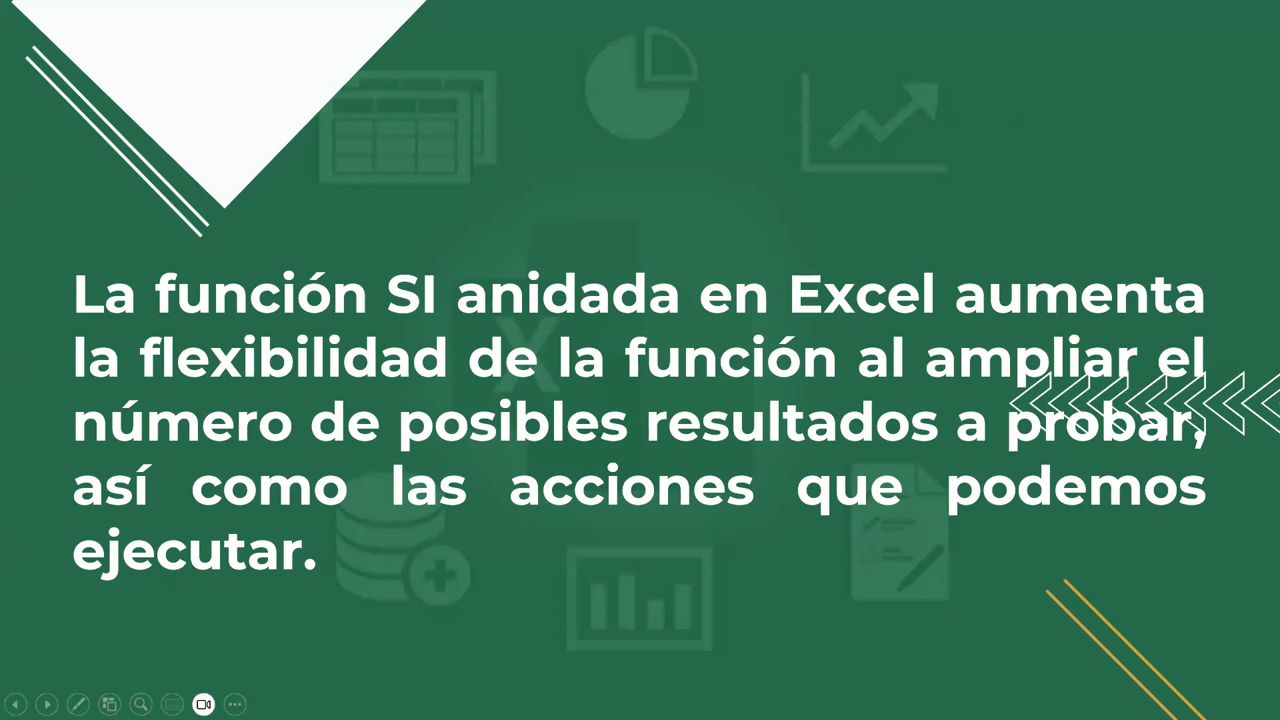 La función SI anidada en Excel aumenta
la flexibilidad de la función al ampliar el
número de posibles resultados a probar,
así como las acciones que podemos
ejecutar.